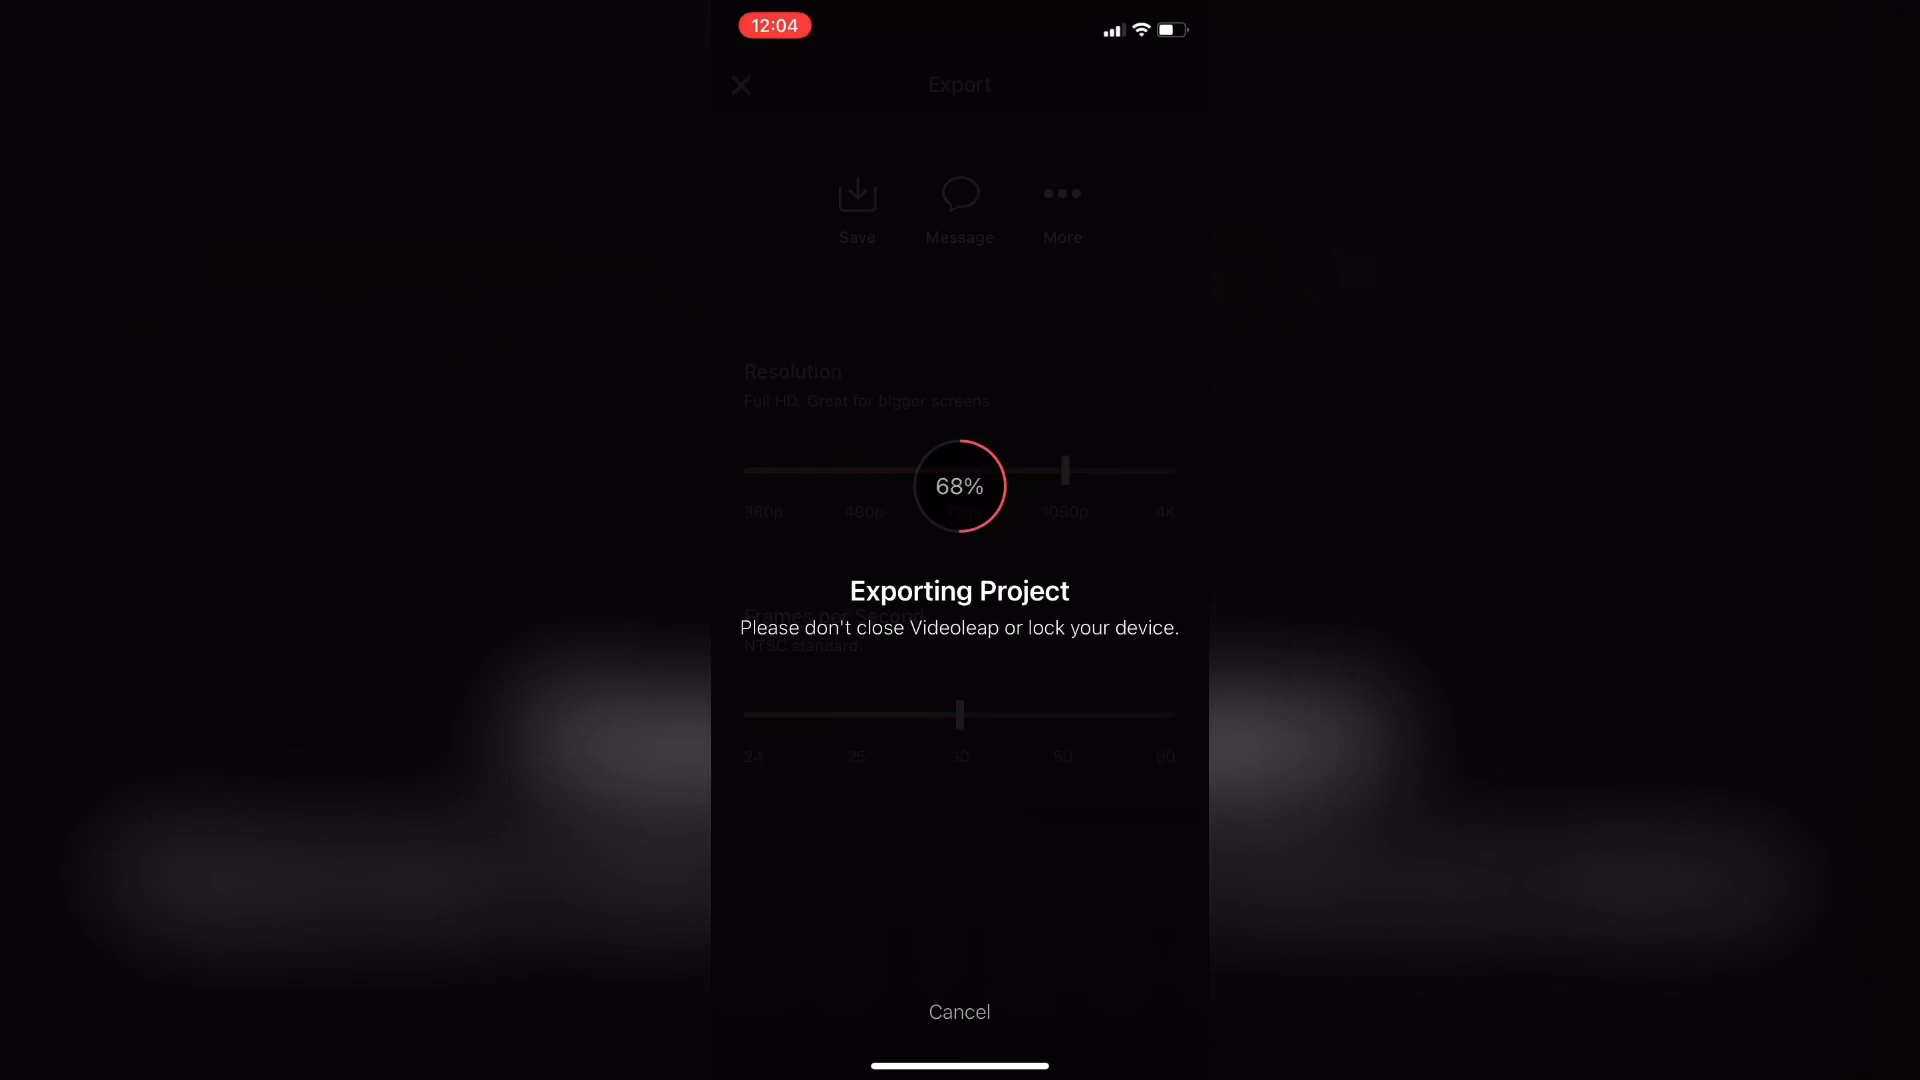 12:04
Export
Save
Message
More
Resolution
Full HD. Great for bigger screens
68%
360p
480p
720p
1080p
4K
Exporting Project
Frames per Second
Please don't close Videoleap or lock your device.
NTSC standard.
24
25
30
50
60
Cancel